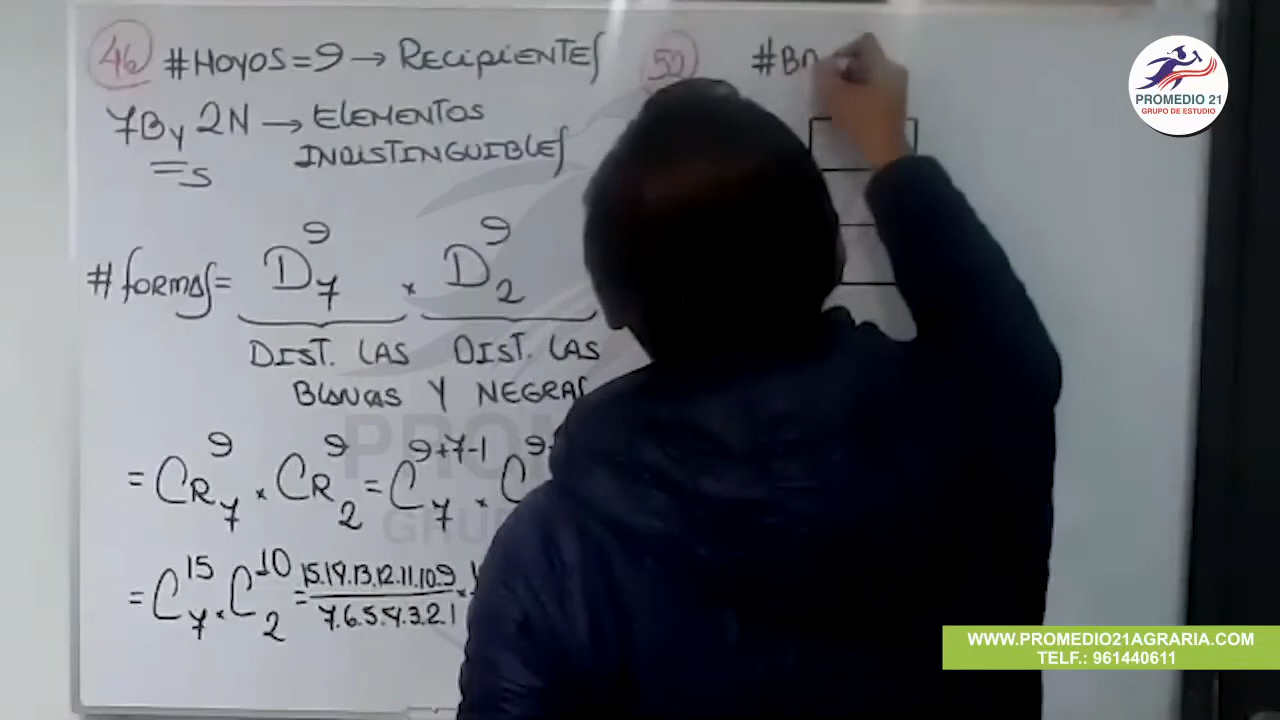 46 #HOYOS=9 → RECIPIENTES
7B y 2N → ELEMENTOS
=s INDISTINGUIBLES
#formas= D 9 7 × D 9 2
DIST. LAS DIST. LAS
BLANCAS Y NEGRAS
= CR 9 7 × CR 9 2 = C 9+7-1 7 × C 9
= C 15 7 × C 10 2 = 15.14.13.12.11.10.9 ×
7.6.5.4.3.2.1
#BA
PROMEDIO 21
GRUPO DE ESTUDIO
WWW.PROMEDIO21AGRARIA.COM
TELF.: 961440611